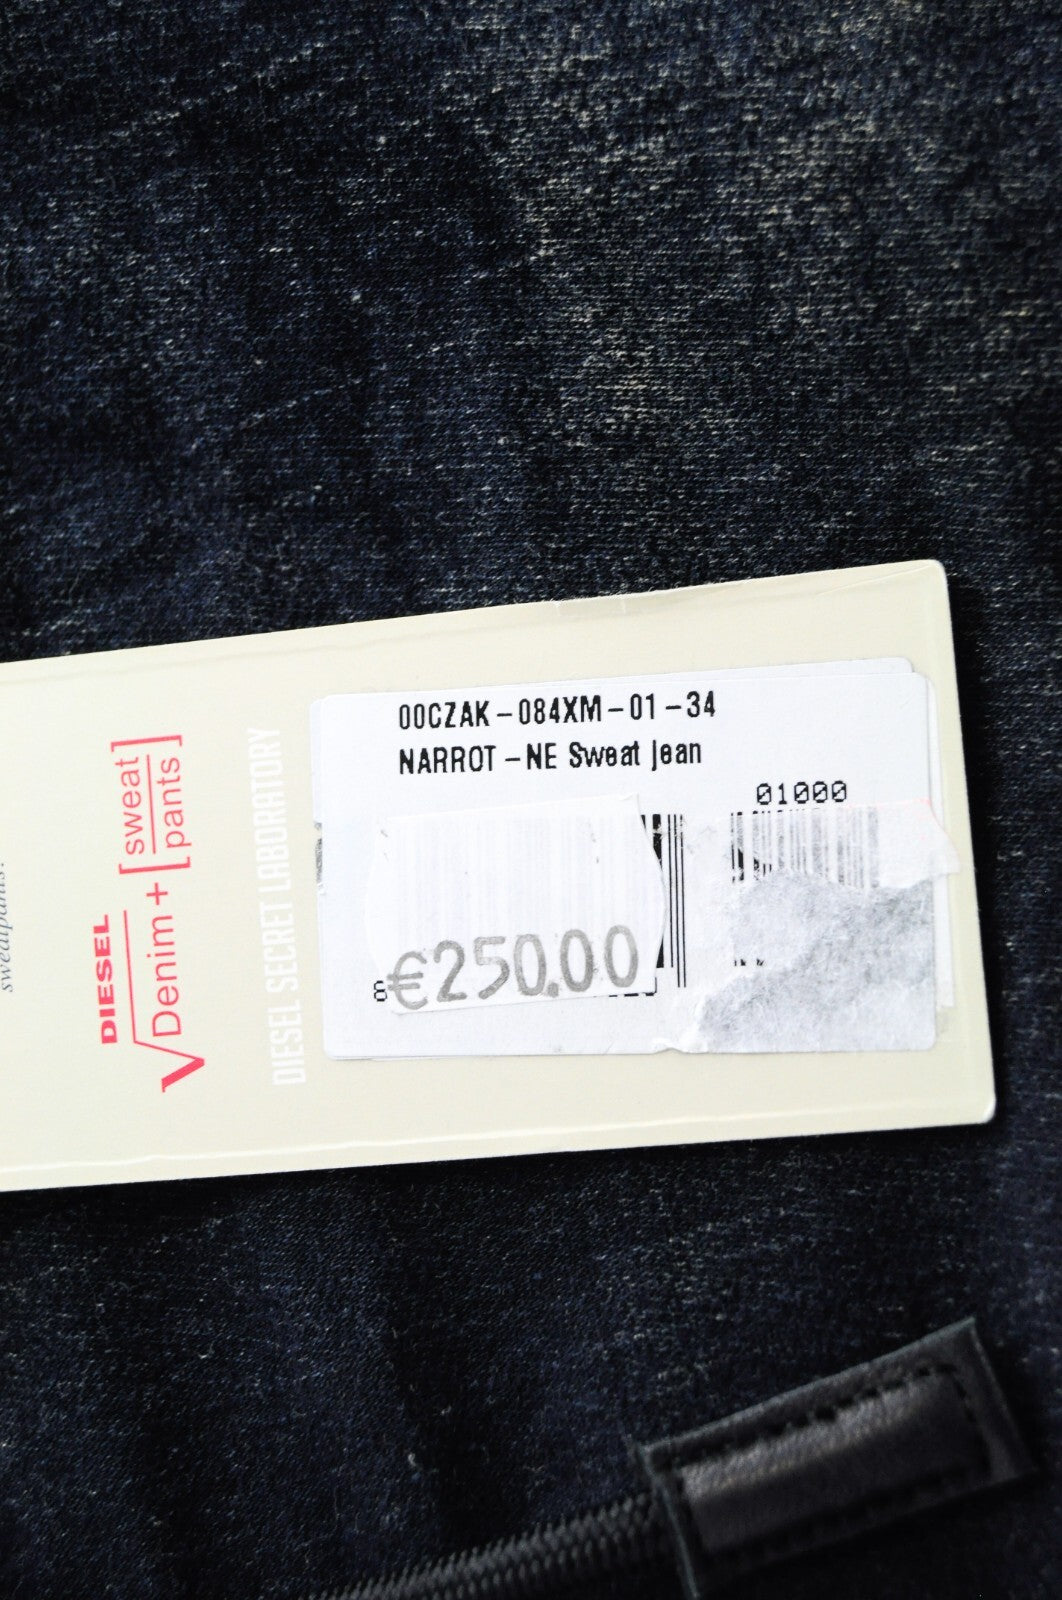 00CZAK-084XM-01-34
NARROT-NE Sweat Jean
01000
€250.00
8
DIESEL
√Denim+[sweat
pants]
DIESEL SECRET LABORATORY
sweatpants.